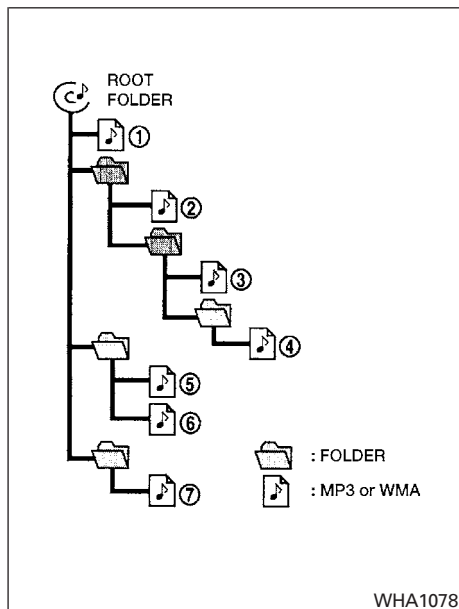 ROOT
FOLDER
①
②
③
④
⑤
⑥
⑦
: FOLDER
: MP3 or WMA
WHA1078